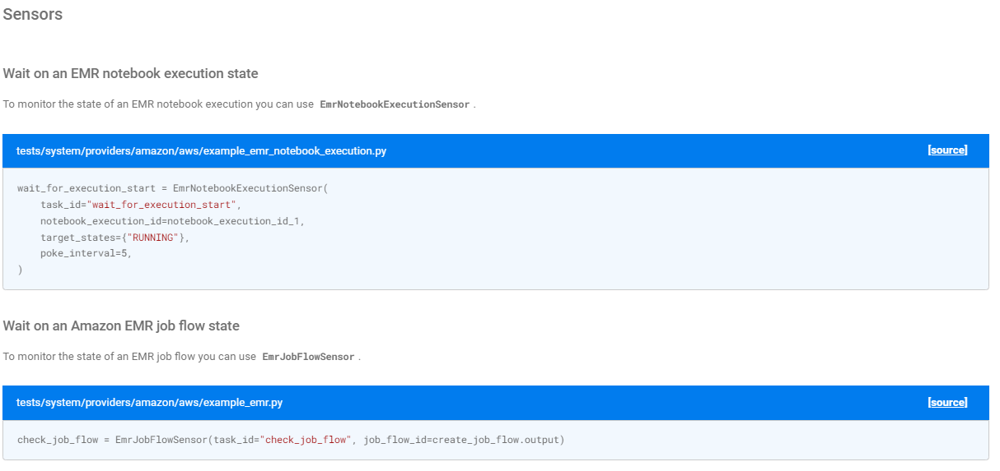 Sensors
Wait on an EMR notebook execution state
To monitor the state of an EMR notebook execution you can use EmrNotebookExecutionSensor .
tests/system/providers/amazon/aws/example_emr_notebook_execution.py [source]
wait_for_execution_start = EmrNotebookExecutionSensor(
    task_id="wait_for_execution_start",
    notebook_execution_id=notebook_execution_id_1,
    target_states={"RUNNING"},
    poke_interval=5,
)
Wait on an Amazon EMR job flow state
To monitor the state of an EMR job flow you can use EmrJobFlowSensor .
tests/system/providers/amazon/aws/example_emr.py [source]
check_job_flow = EmrJobFlowSensor(task_id="check_job_flow", job_flow_id=create_job_flow.output)